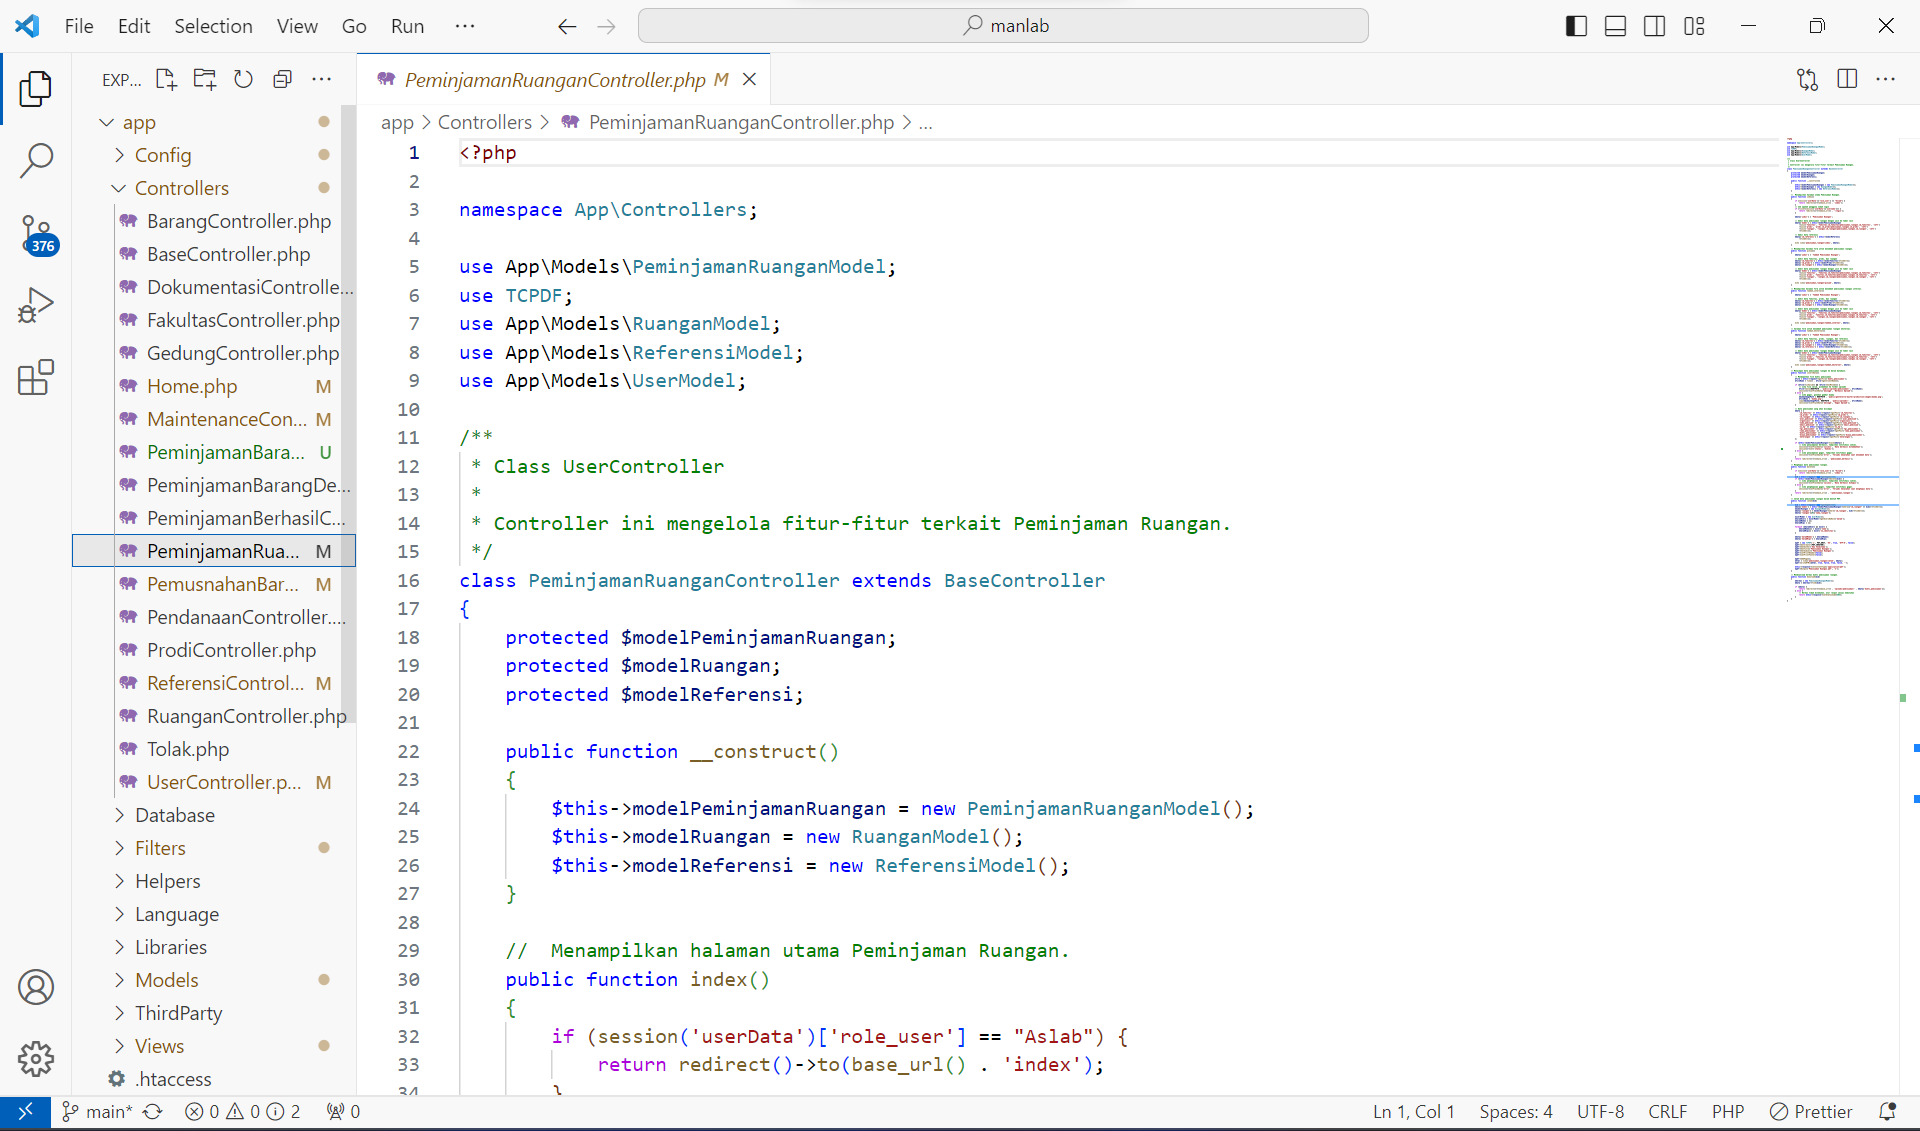 File Edit Selection View Go Run ··· manlab
EXP... ···
PeminjamanRuanganController.php M
app > Controllers > PeminjamanRuanganController.php > ...
app
Config
Controllers
BarangController.php
BaseController.php
DokumentasiControlle...
FakultasController.php
GedungController.php
Home.php M
MaintenanceCon... M
PeminjamanBara... U
PeminjamanBarangDe...
PeminjamanBerhasilC...
PeminjamanRua... M
PemusnahanBar... M
PendanaanController....
ProdiController.php
ReferensiControl... M
RuanganController.php
Tolak.php
UserController.p... M
Database
Filters
Helpers
Language
Libraries
Models
ThirdParty
Views
.htaccess
376
1 <?php
2
3 namespace App\Controllers;
4
5 use App\Models\PeminjamanRuanganModel;
6 use TCPDF;
7 use App\Models\RuanganModel;
8 use App\Models\ReferensiModel;
9 use App\Models\UserModel;
10
11 /**
12  * Class UserController
13  *
14  * Controller ini mengelola fitur-fitur terkait Peminjaman Ruangan.
15  */
16 class PeminjamanRuanganController extends BaseController
17 {
18     protected $modelPeminjamanRuangan;
19     protected $modelRuangan;
20     protected $modelReferensi;
21
22     public function __construct()
23     {
24         $this->modelPeminjamanRuangan = new PeminjamanRuanganModel();
25         $this->modelRuangan = new RuanganModel();
26         $this->modelReferensi = new ReferensiModel();
27     }
28
29     //  Menampilkan halaman utama Peminjaman Ruangan.
30     public function index()
31     {
32         if (session('userData')['role_user'] == "Aslab") {
33             return redirect()->to(base_url() . 'index');
34         }
main* 0 0 2 0 Ln 1, Col 1 Spaces: 4 UTF-8 CRLF PHP Prettier